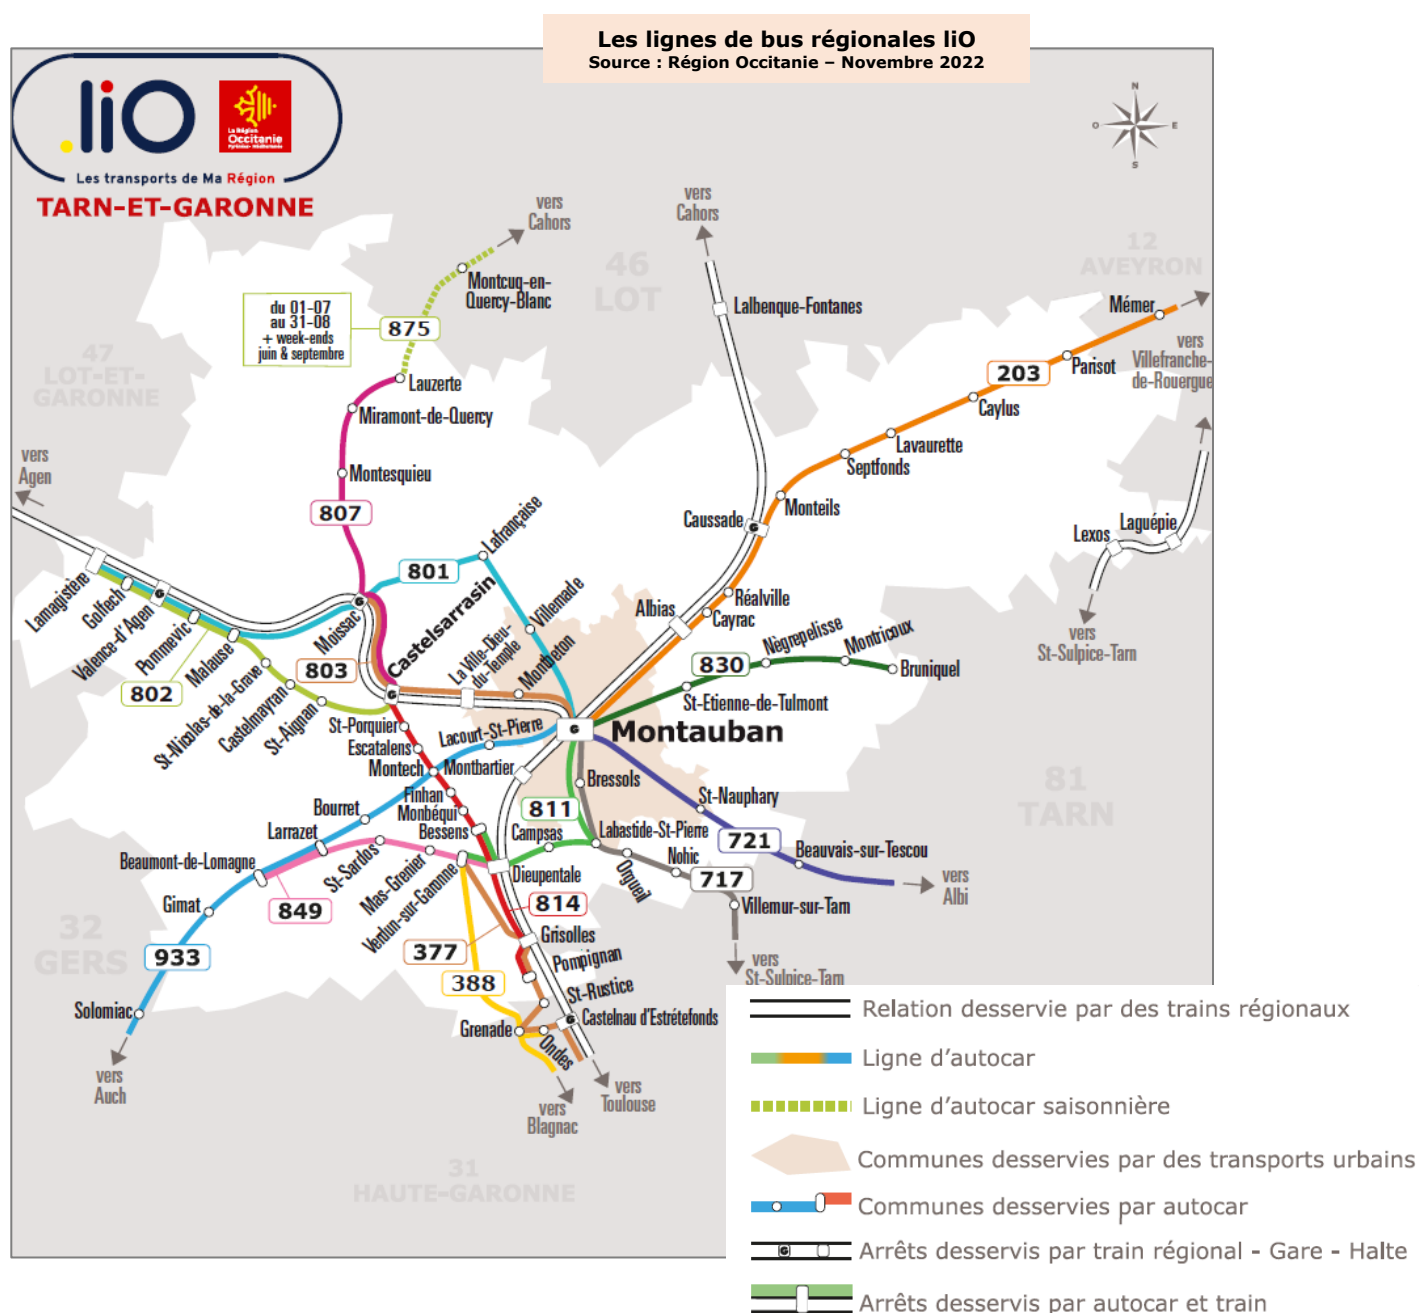 Les lignes de bus régionales liO
Source : Région Occitanie – Novembre 2022
.liO
La Région
Occitanie
Pyrénées - Méditerranée
Les transports de Ma Région
TARN-ET-GARONNE
N
O
E
S
vers
Cahors
vers
Cahors
46
LOT
12
AVEYRON
Montcuq-en-
Quercy-Blanc
du 01-07
au 31-08
+ week-ends
juin & septembre
875
Lalbenque-Fontanes
Mémer
vers
Villefranche-
de-Rouergue
47
LOT-ET-
GARONNE
Parisot
203
Lauzerte
Caylus
Miramont-de-Quercy
Lavaurette
vers
Agen
Septfonds
Montesquieu
Monteils
807
Caussade
Laguépie
Lexos
Lafrançaise
801
Lamagistère
Golfech
Valence-d'Agen
Pommevic
Malause
Moissac
Castelsarrasin
Villemade
Albias
Réalville
Cayrac
vers
St-Sulpice-Tarn
La Ville-Dieu-
du-Temple
Montbeton
830
Nègrepelisse
Montricoux
Bruniquel
803
802
St-Nicolas-de-la-Grave
Castelmayran
St-Aignan
St-Etienne-de-Tulmont
St-Porquier
Escatalens
Montech
Lacourt-St-Pierre
Montbartier
Montauban
Finhan
Monbéqui
Bessens
Bressols
St-Nauphary
81
TARN
Bourret
811
Larrazet
Campsas
Labastide-St-Pierre
721
Beauvais-sur-Tescou
Beaumont-de-Lomagne
St-Sardos
Mas-Grenier
Verdun-sur-Garonne
Dieupentale
Orgueil
Nohic
717
vers
Albi
849
814
Villemur-sur-Tarn
Gimat
32
GERS
933
377
Grisolles
Pompignan
388
vers
St-Sulpice-Tarn
Solomiac
St-Rustice
Grenade
Castelnau d'Estrétefonds
Ondes
vers
Auch
vers
Toulouse
vers
Blagnac
31
HAUTE-GARONNE
Relation desservie par des trains régionaux
Ligne d'autocar
Ligne d'autocar saisonnière
Communes desservies par des transports urbains
Communes desservies par autocar
G
Arrêts desservis par train régional - Gare - Halte
Arrêts desservis par autocar et train